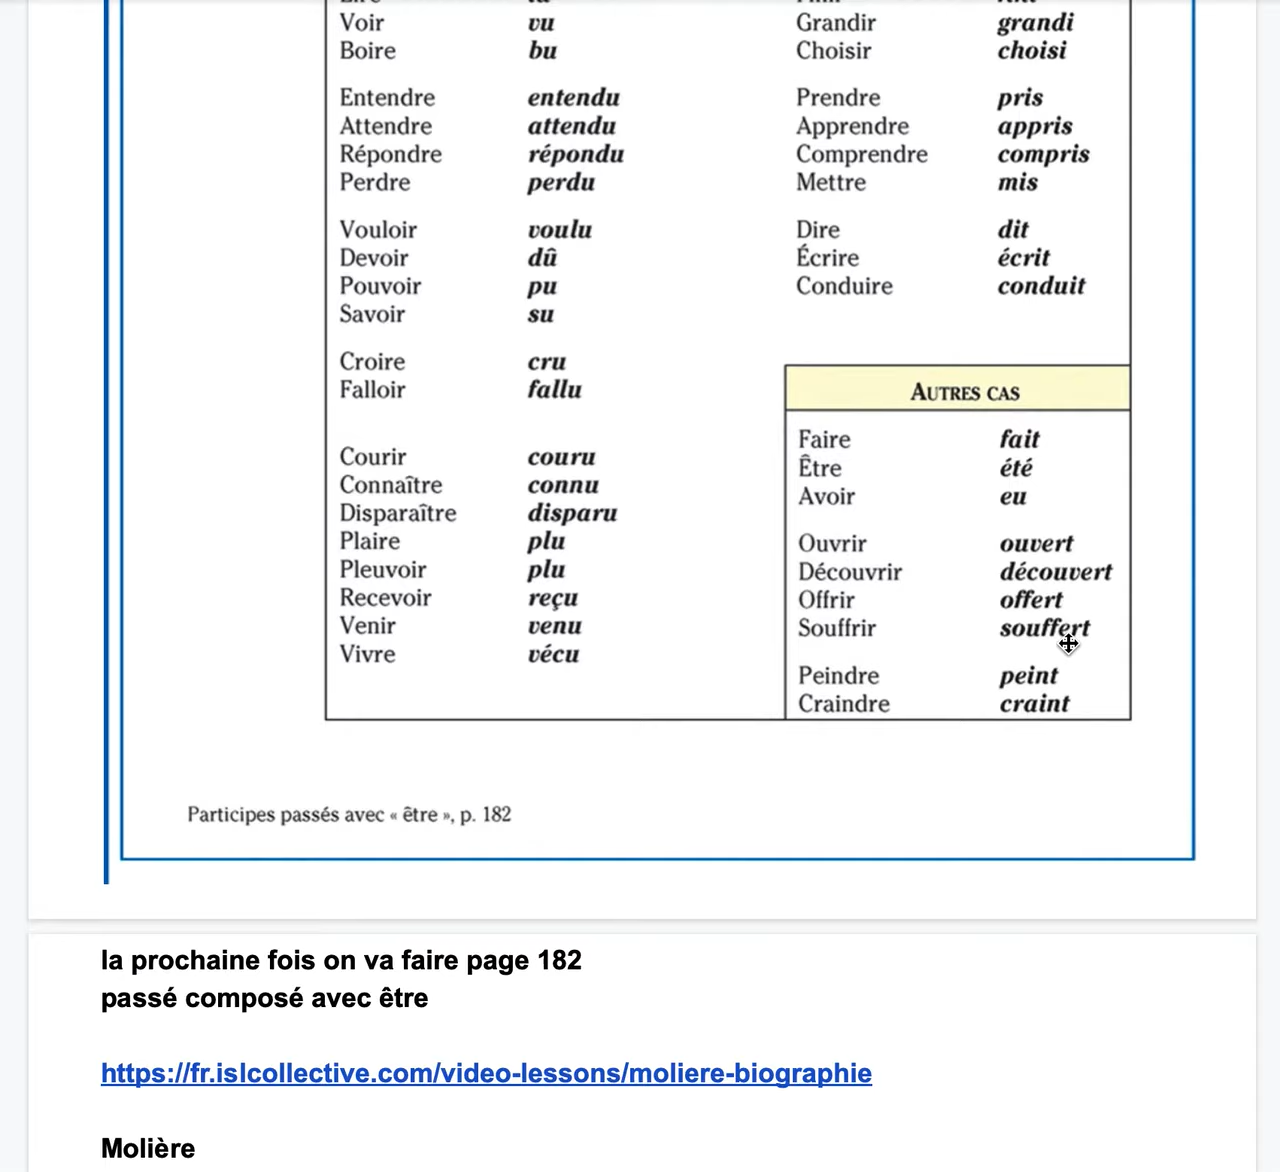 Voir vu
Boire bu
Entendre entendu
Attendre attendu
Répondre répondu
Perdre perdu
Vouloir voulu
Devoir dû
Pouvoir pu
Savoir su
Croire cru
Falloir fallu
Courir couru
Connaître connu
Disparaître disparu
Plaire plu
Pleuvoir plu
Recevoir reçu
Venir venu
Vivre vécu
Grandir grandi
Choisir choisi
Prendre pris
Apprendre appris
Comprendre compris
Mettre mis
Dire dit
Écrire écrit
Conduire conduit
AUTRES CAS
Faire fait
Être été
Avoir eu
Ouvrir ouvert
Découvrir découvert
Offrir offert
Souffrir souffert
Peindre peint
Craindre craint
Participes passés avec « être », p. 182
la prochaine fois on va faire page 182
passé composé avec être
https://fr.islcollective.com/video-lessons/moliere-biographie
Molière